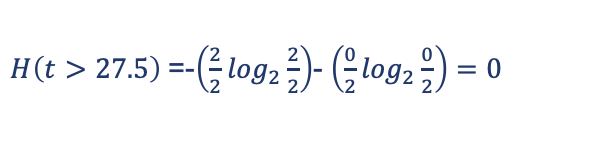 H(t > 27.5) =-(2/2 log₂ 2/2)- (0/2 log₂ 0/2) = 0